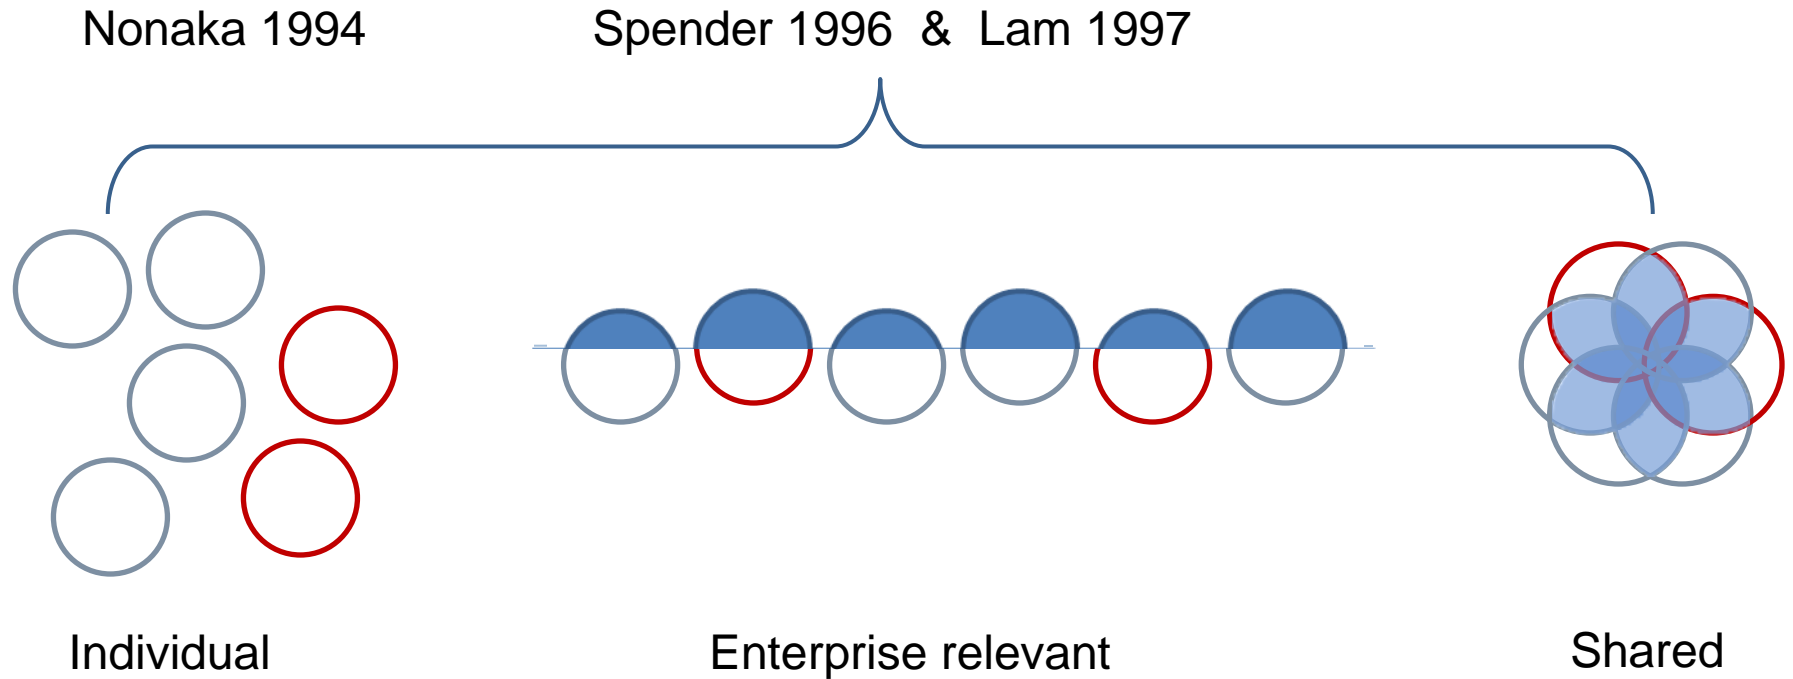 Nonaka 1994
Spender 1996 & Lam 1997
Individual
Enterprise relevant
Shared